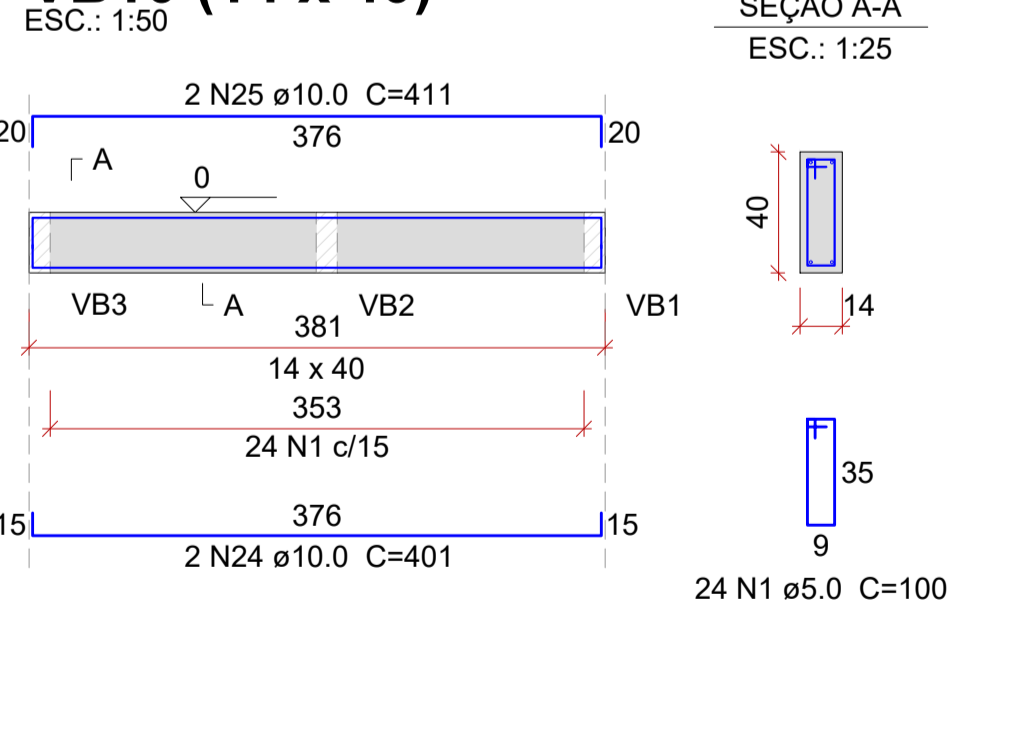 ESC.: 1:50
SEÇÃO A-A
ESC.: 1:25
2 N25 ø10.0 C=411
20
376
20
A
0
40
VB3
A
VB2
VB1
14
381
14 x 40
353
24 N1 c/15
35
376
15
15
2 N24 ø10.0 C=401
9
24 N1 ø5.0 C=100